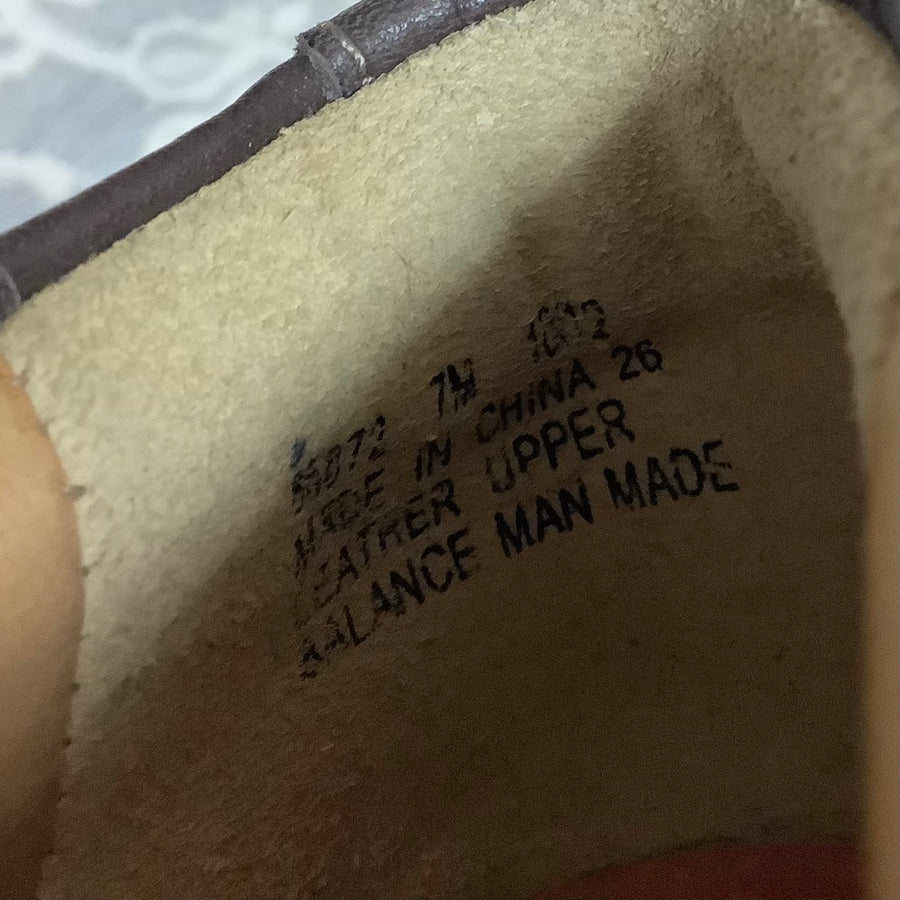 7M
MADE IN CHINA 26
LEATHER UPPER
BALANCE MAN MADE